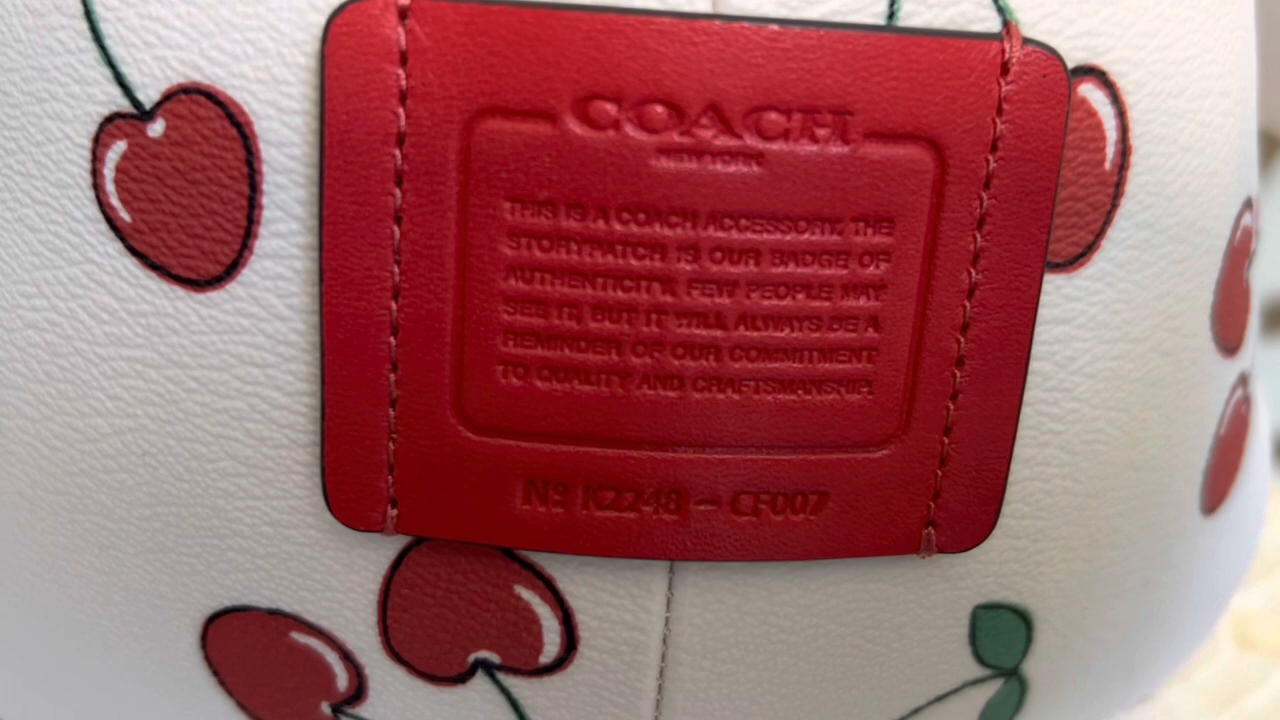 COACH
NEW YORK
THIS IS A COACH ACCESSORY. THE
STORYPATCH IS OUR BADGE OF
AUTHENTICITY. FEW PEOPLE MAY
SEE IT, BUT IT WILL ALWAYS BE A
REMINDER OF OUR COMMITMENT
TO QUALITY AND CRAFTSMANSHIP.
Nº K2248 - CF007